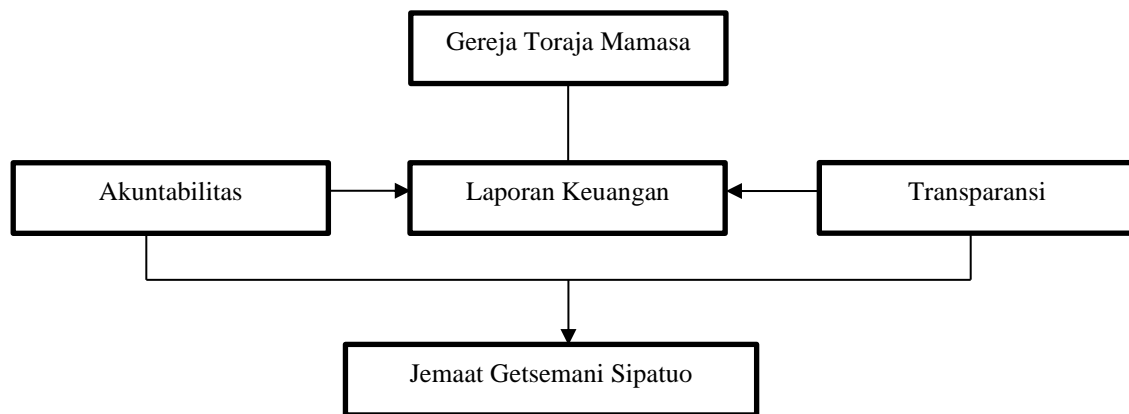 Gereja Toraja Mamasa
Akuntabilitas
Laporan Keuangan
Transparansi
Jemaat Getsemani Sipatuo